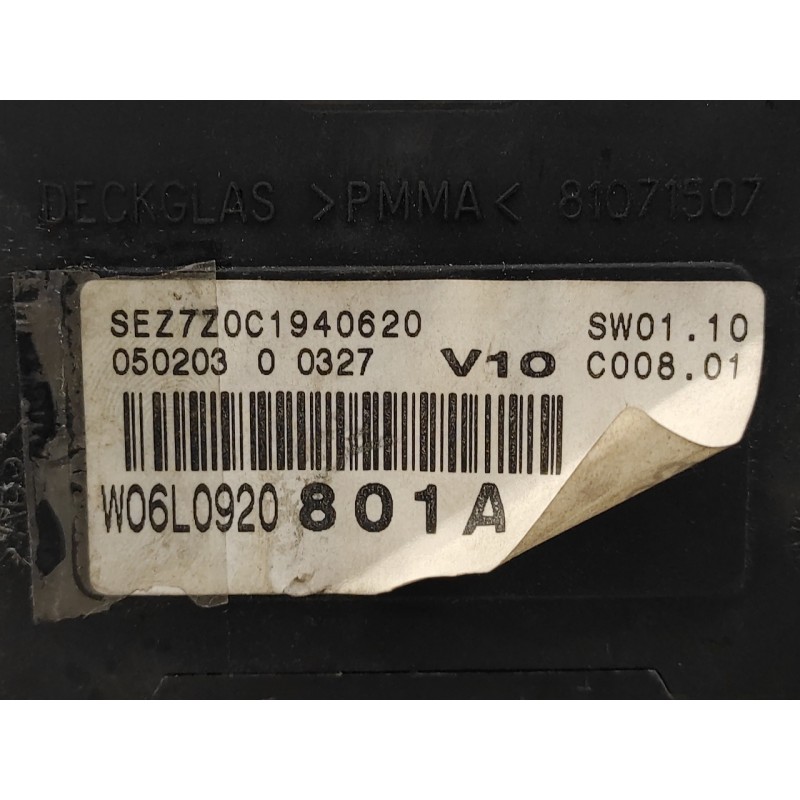 DECKGLAS >PMMA< 81071507
SEZ7Z0C1940620 SW01.10
050203 0 0327 V10 C008.01
W06L0920 801A